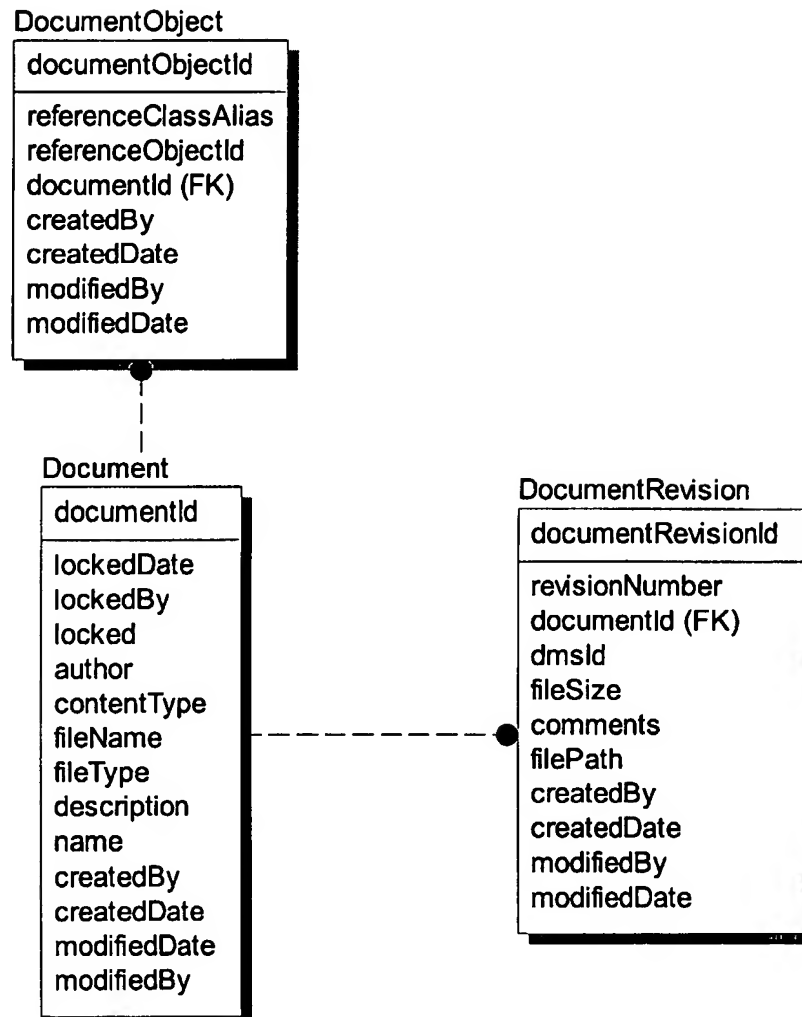 DocumentObject
documentObjectId
referenceClassAlias
referenceObjectId
documentId (FK)
createdBy
createdDate
modifiedBy
modifiedDate
Document
documentId
lockedDate
lockedBy
locked
author
contentType
fileName
fileType
description
name
createdBy
createdDate
modifiedDate
modifiedBy
DocumentRevision
documentRevisionId
revisionNumber
documentId (FK)
dmsId
fileSize
comments
filePath
createdBy
createdDate
modifiedBy
modifiedDate